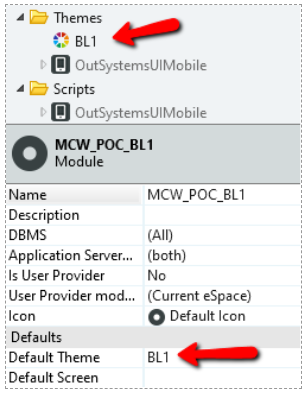 Themes
BL1
OutSystemsUIMobile
Scripts
OutSystemsUIMobile
MCW_POC_BL1
Module
Name MCW_POC_BL1
Description
DBMS (All)
Application Server... (both)
Is User Provider No
User Provider mod... (Current eSpace)
Icon Default Icon
Defaults
Default Theme BL1
Default Screen